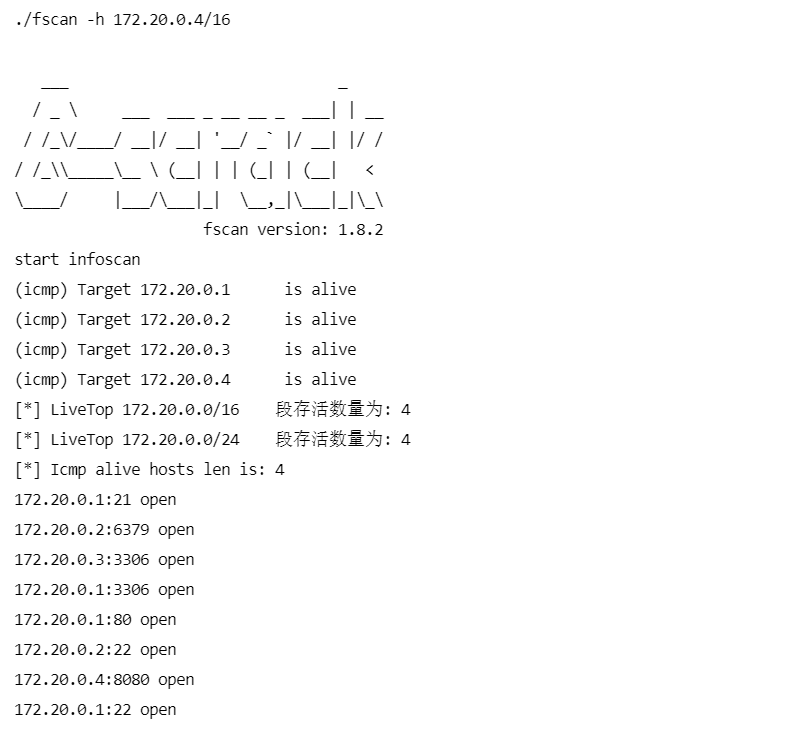 ./fscan -h 172.20.0.4/16
   ___                              _
  / _ \     ___  ___ _ __ __ _  ___| | __
 / /_\/____/ __|/ __| '__/ _` |/ __| |/ /
/ /_\\_____\__ \ (__| | | (_| | (__|   <
\____/     |___/\___|_|  \__,_|\___|_|\_\
                     fscan version: 1.8.2
start infoscan
(icmp) Target 172.20.0.1      is alive
(icmp) Target 172.20.0.2      is alive
(icmp) Target 172.20.0.3      is alive
(icmp) Target 172.20.0.4      is alive
[*] LiveTop 172.20.0.0/16    段存活数量为: 4
[*] LiveTop 172.20.0.0/24    段存活数量为: 4
[*] Icmp alive hosts len is: 4
172.20.0.1:21 open
172.20.0.2:6379 open
172.20.0.3:3306 open
172.20.0.1:3306 open
172.20.0.1:80 open
172.20.0.2:22 open
172.20.0.4:8080 open
172.20.0.1:22 open